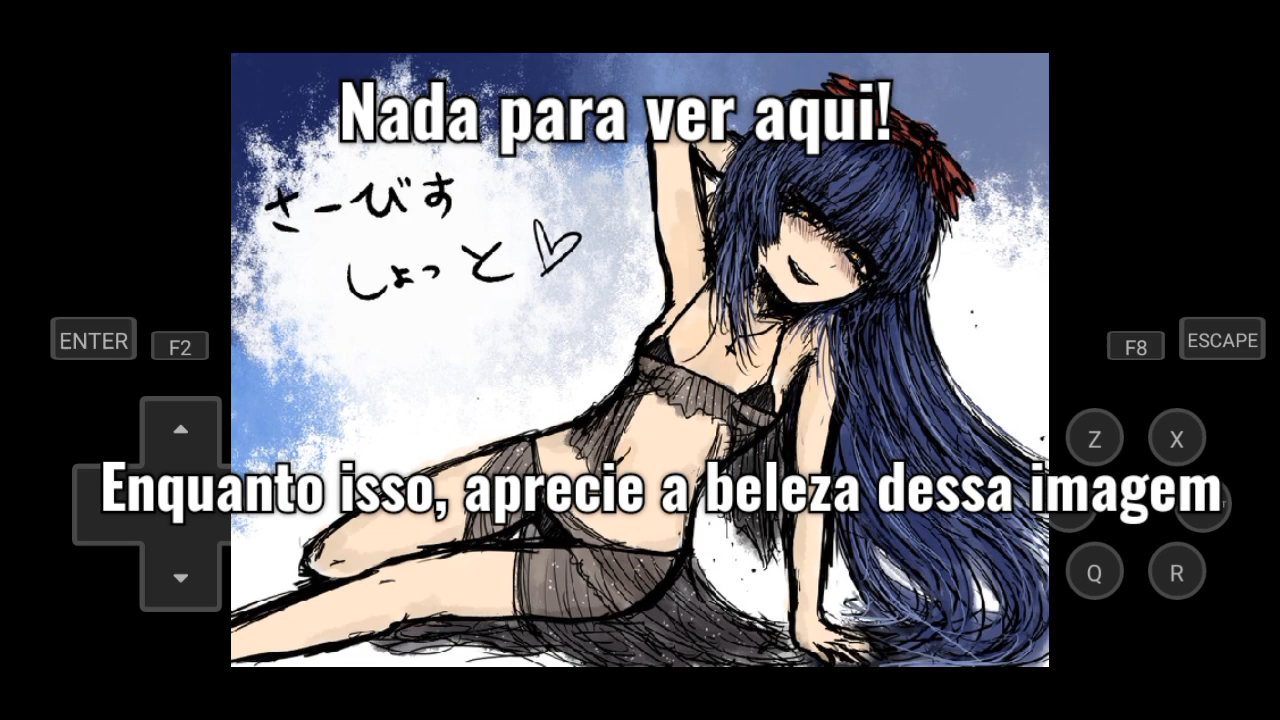 Nada para ver aqui!
さーびす
しょっと♡
ENTER
F2
F8
ESCAPE
Z
X
Enquanto isso, aprecie a beleza dessa imagem
Q
R